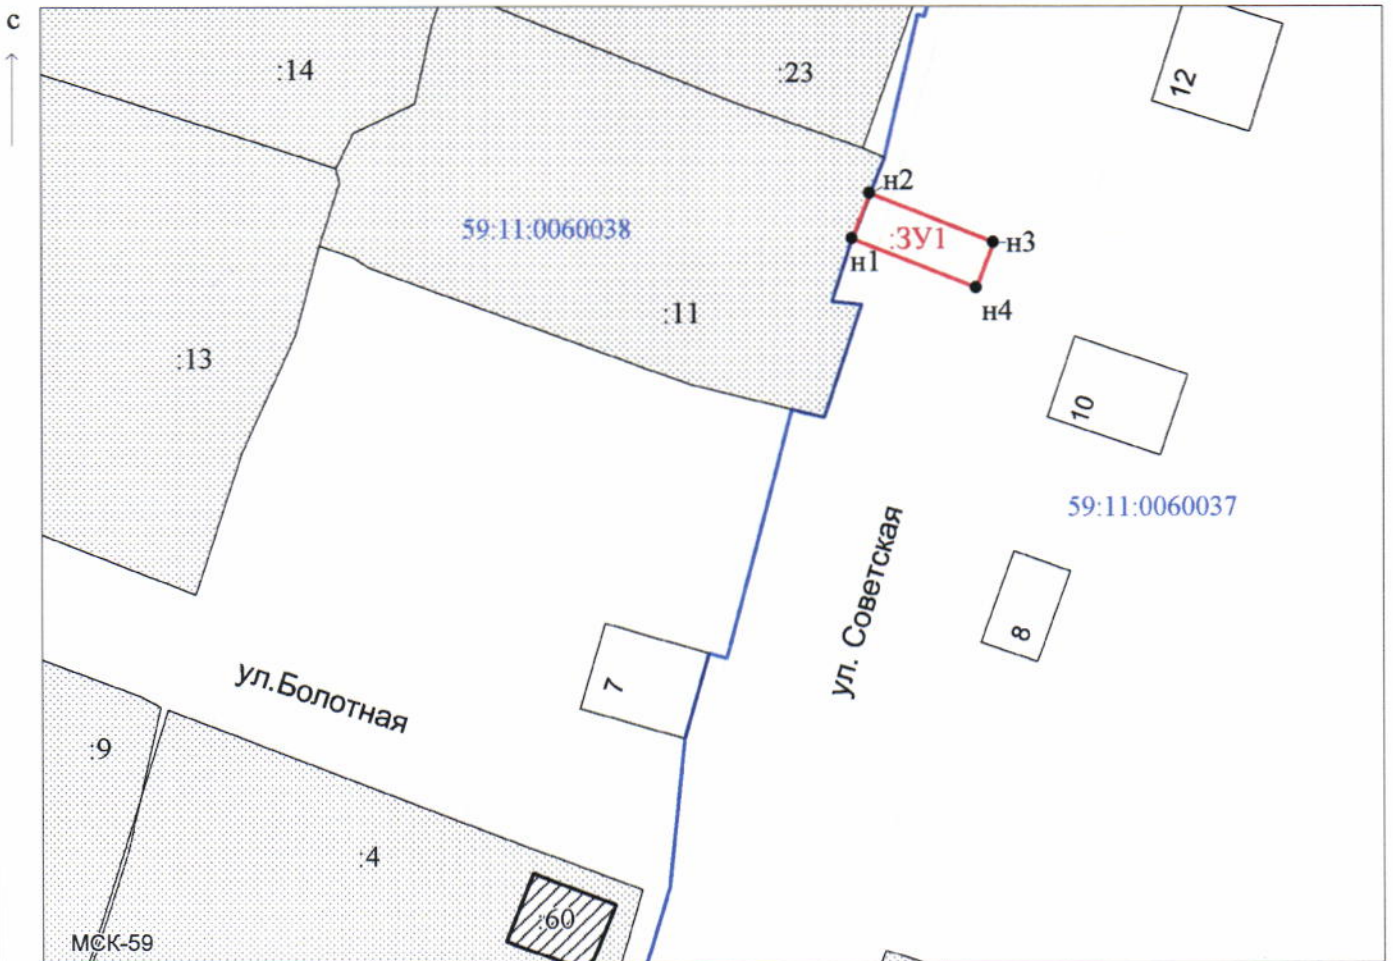 с
:14
:23
12
н2
59:11:0060038
:ЗУ1
н3
н1
н4
:11
:13
10
59:11:0060037
ул. Советская
8
7
ул.Болотная
:9
:4
:60
МСК-59